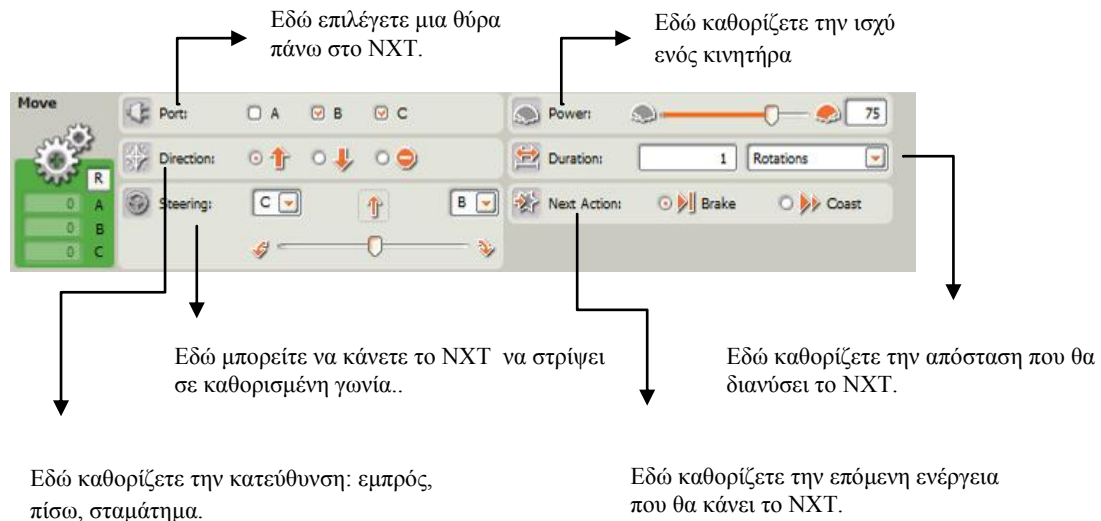 Εδώ επιλέγετε μια θύρα
πάνω στο NXT.
Εδώ καθορίζετε την ισχύ
ενός κινητήρα
Move
Port: A B C
Power: 75
Direction:
Duration: 1 Rotations
R
Steering: C B
Next Action: Brake Coast
0 A
0 B
0 C
Εδώ μπορείτε να κάνετε το NXT να στρίψει
σε καθορισμένη γωνία..
Εδώ καθορίζετε την απόσταση που θα
διανύσει το NXT.
Εδώ καθορίζετε την κατεύθυνση: εμπρός,
πίσω, σταμάτημα.
Εδώ καθορίζετε την επόμενη ενέργεια
που θα κάνει το NXT.